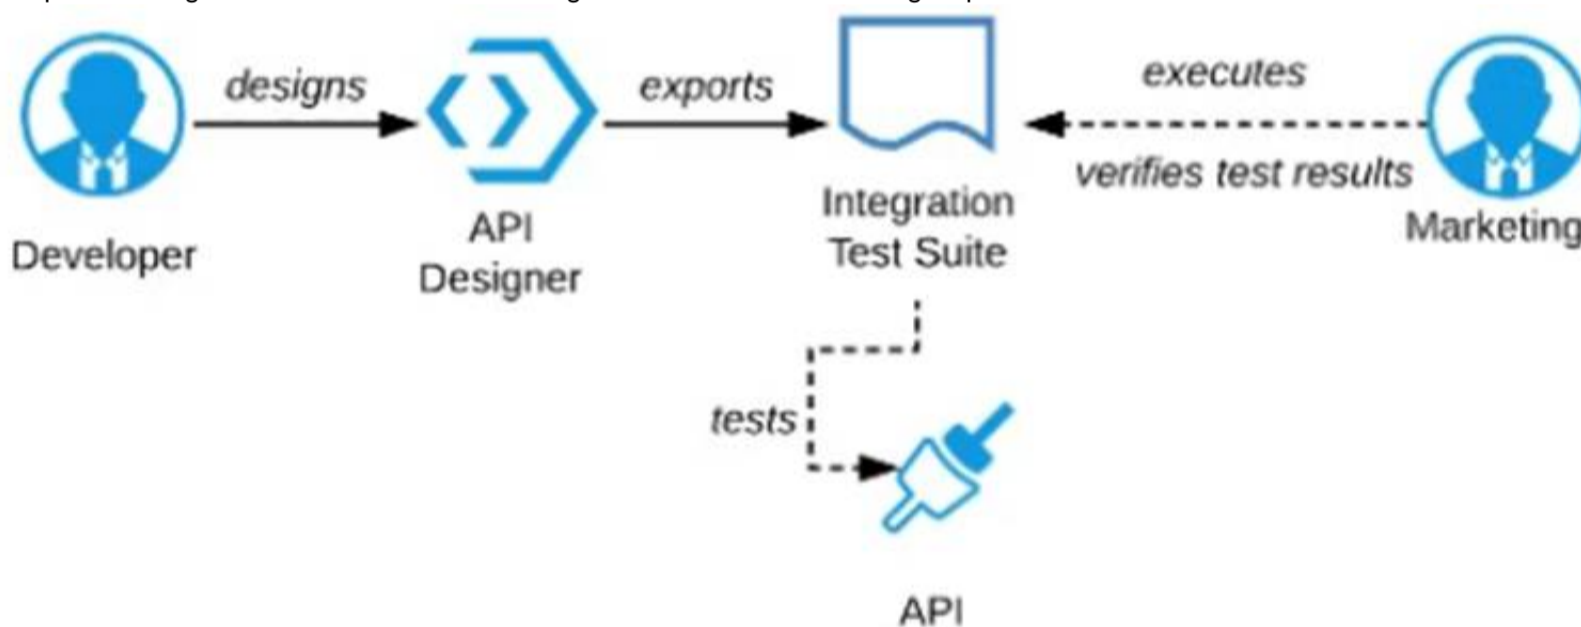 designs
exports
executes
verifies test results
Developer
API
Designer
Integration
Test Suite
Marketing
tests
API